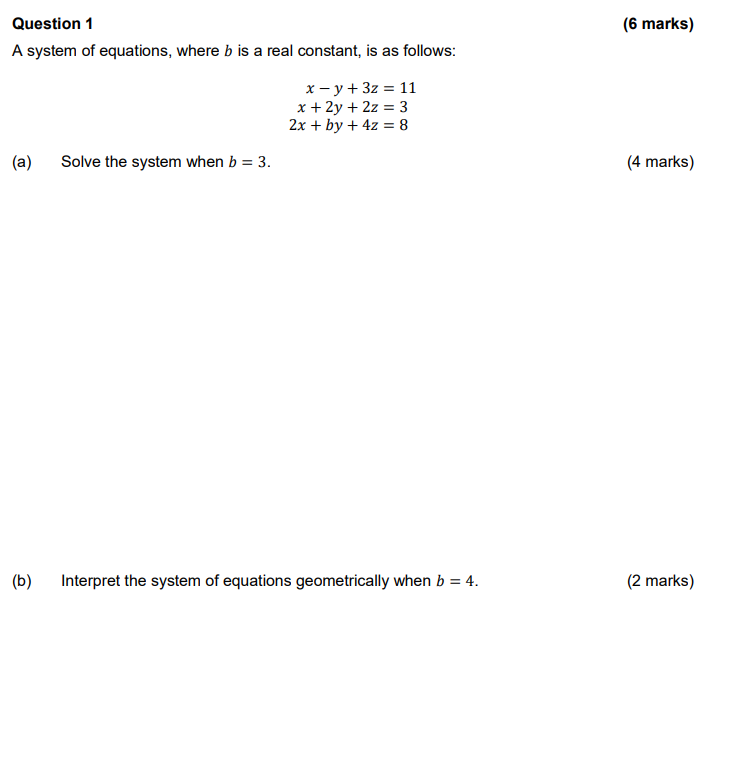 Question 1 (6 marks)
A system of equations, where b is a real constant, is as follows:
x − y + 3z = 11
x + 2y + 2z = 3
2x + by + 4z = 8
(a) Solve the system when b = 3. (4 marks)
(b) Interpret the system of equations geometrically when b = 4. (2 marks)